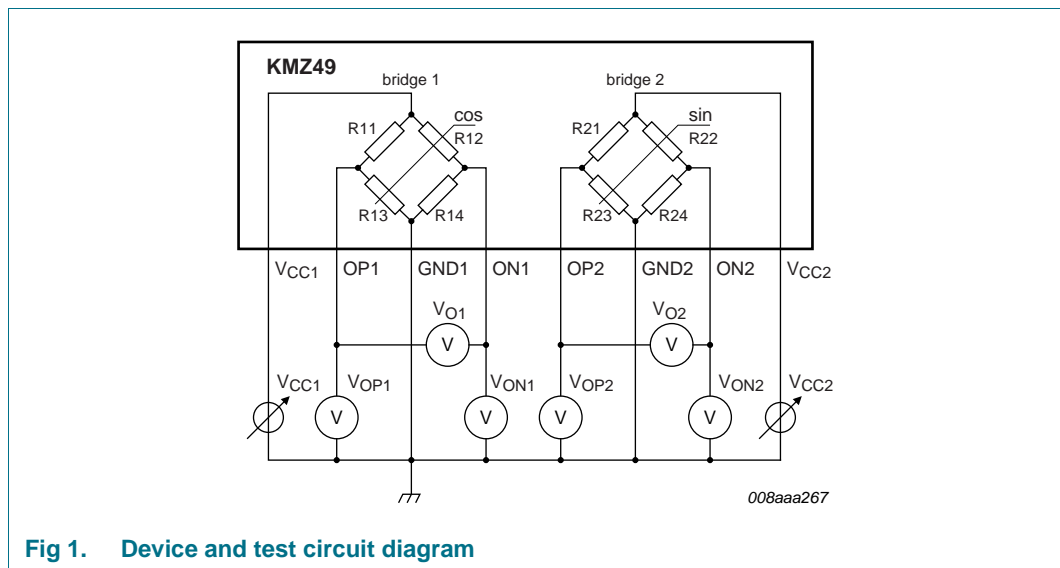 KMZ49
bridge 1
bridge 2
cos
sin
R11
R12
R21
R22
R13
R14
R23
R24
VCC1
OP1
GND1
ON1
OP2
GND2
ON2
VCC2
VO1
VO2
V
V
VCC1
VOP1
VON1
VOP2
VON2
VCC2
V
V
V
V
008aaa267
Fig 1. Device and test circuit diagram